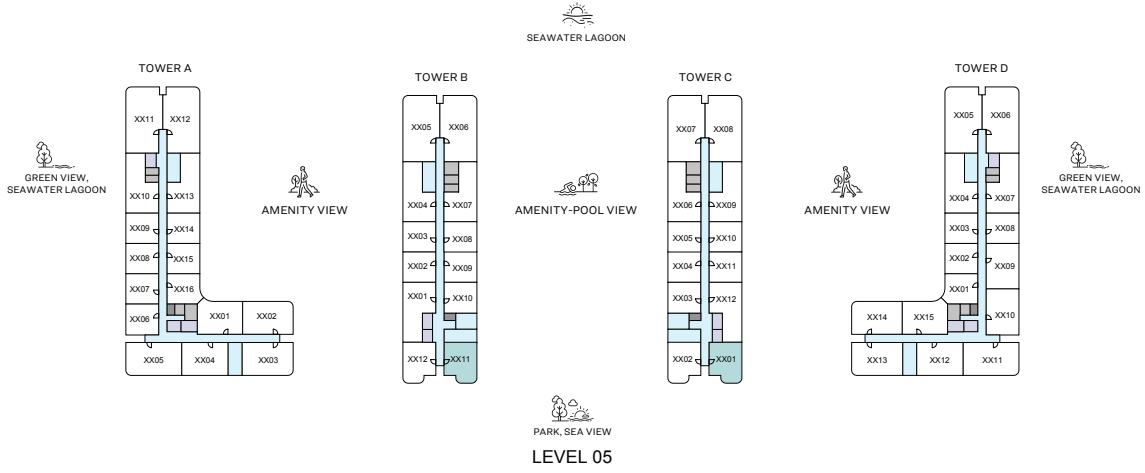 SEAWATER LAGOON
TOWER A
TOWER B
TOWER C
TOWER D
XX11 XX12
XX05 XX06
XX07 XX08
XX05 XX06
GREEN VIEW,
SEAWATER LAGOON
GREEN VIEW,
SEAWATER LAGOON
XX10 XX13
AMENITY VIEW
XX04 XX07
AMENITY-POOL VIEW
XX06 XX09
AMENITY VIEW
XX04 XX07
XX09 XX14
XX03 XX08
XX05 XX10
XX03 XX08
XX08 XX15
XX02 XX09
XX04 XX11
XX02 XX09
XX07 XX16
XX01 XX10
XX03 XX12
XX01
XX06 XX01 XX02
XX14 XX15 XX10
XX05 XX04 XX03
XX12 XX11
XX02 XX01
XX13 XX12 XX11
PARK, SEA VIEW
LEVEL 05